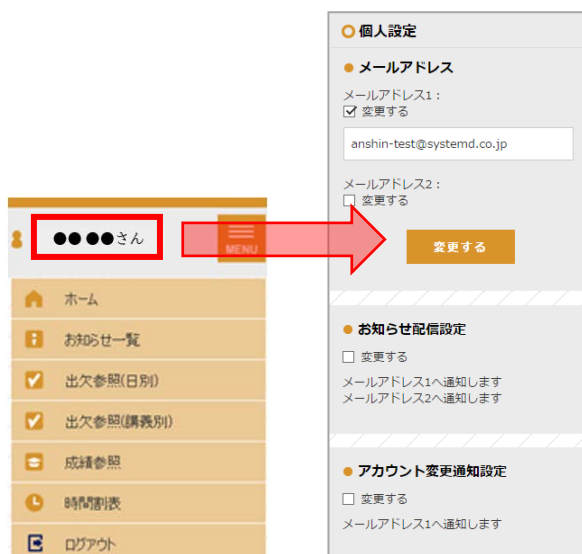 ●● ●●さん
MENU
ホーム
お知らせ一覧
出欠参照(日別)
出欠参照(講義別)
成績参照
時間割表
ログアウト
個人設定
メールアドレス
メールアドレス1：
変更する
anshin-test@systemd.co.jp
メールアドレス2：
変更する
変更する
お知らせ配信設定
変更する
メールアドレス1へ通知します
メールアドレス2へ通知します
アカウント変更通知設定
変更する
メールアドレス1へ通知します